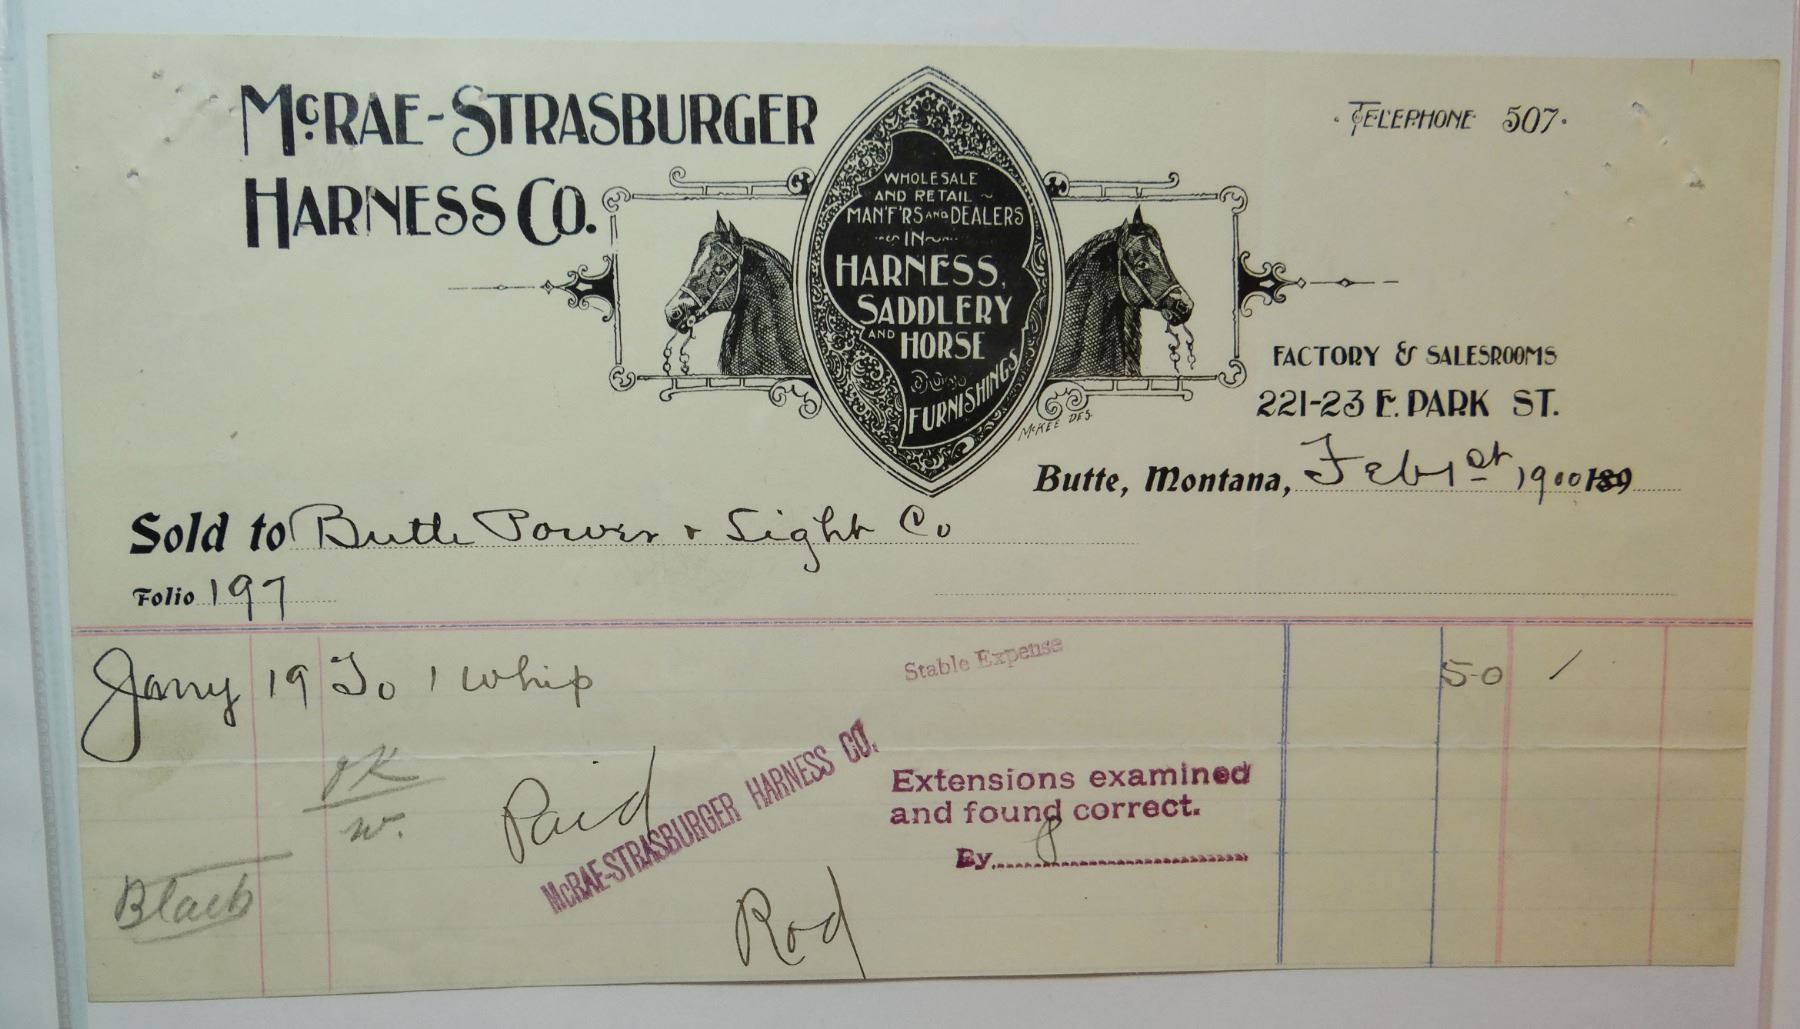 McRAE-STRASBURGER
HARNESS CO.
TELEPHONE 507
WHOLESALE
AND RETAIL
MAN'F'RS AND DEALERS
IN
HARNESS,
SADDLERY
AND HORSE
FURNISHINGS
McKEE DES.
FACTORY & SALESROOMS
221-23 E. PARK ST.
Butte, Montana, Feb 1st 1900 189
Sold to Butte Power & Light Co
Folio 197
Jany 19 To 1 Whip 50 /
Stable Expense
OK
W.
Paid
McRAE-STRASBURGER HARNESS CO.
Extensions examined
and found correct.
By
Black
Rod